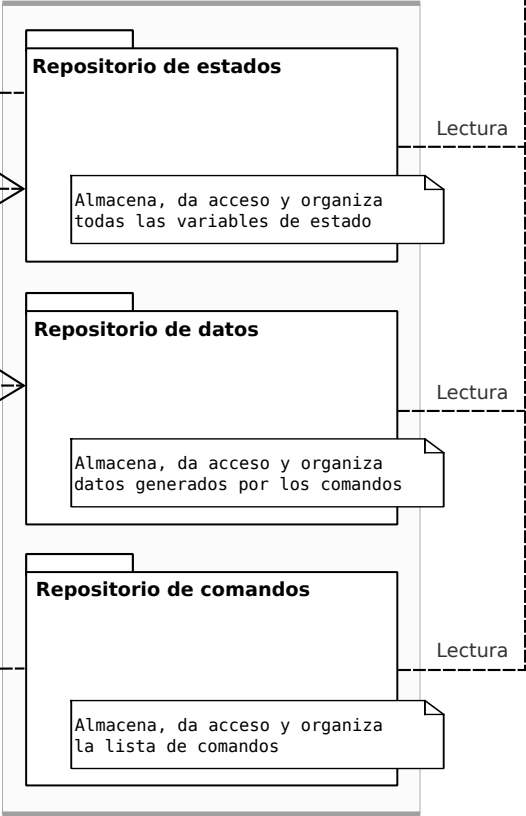 Repositorio de estados
Lectura
Almacena, da acceso y organiza
todas las variables de estado
Repositorio de datos
Lectura
Almacena, da acceso y organiza
datos generados por los comandos
Repositorio de comandos
Lectura
Almacena, da acceso y organiza
la lista de comandos